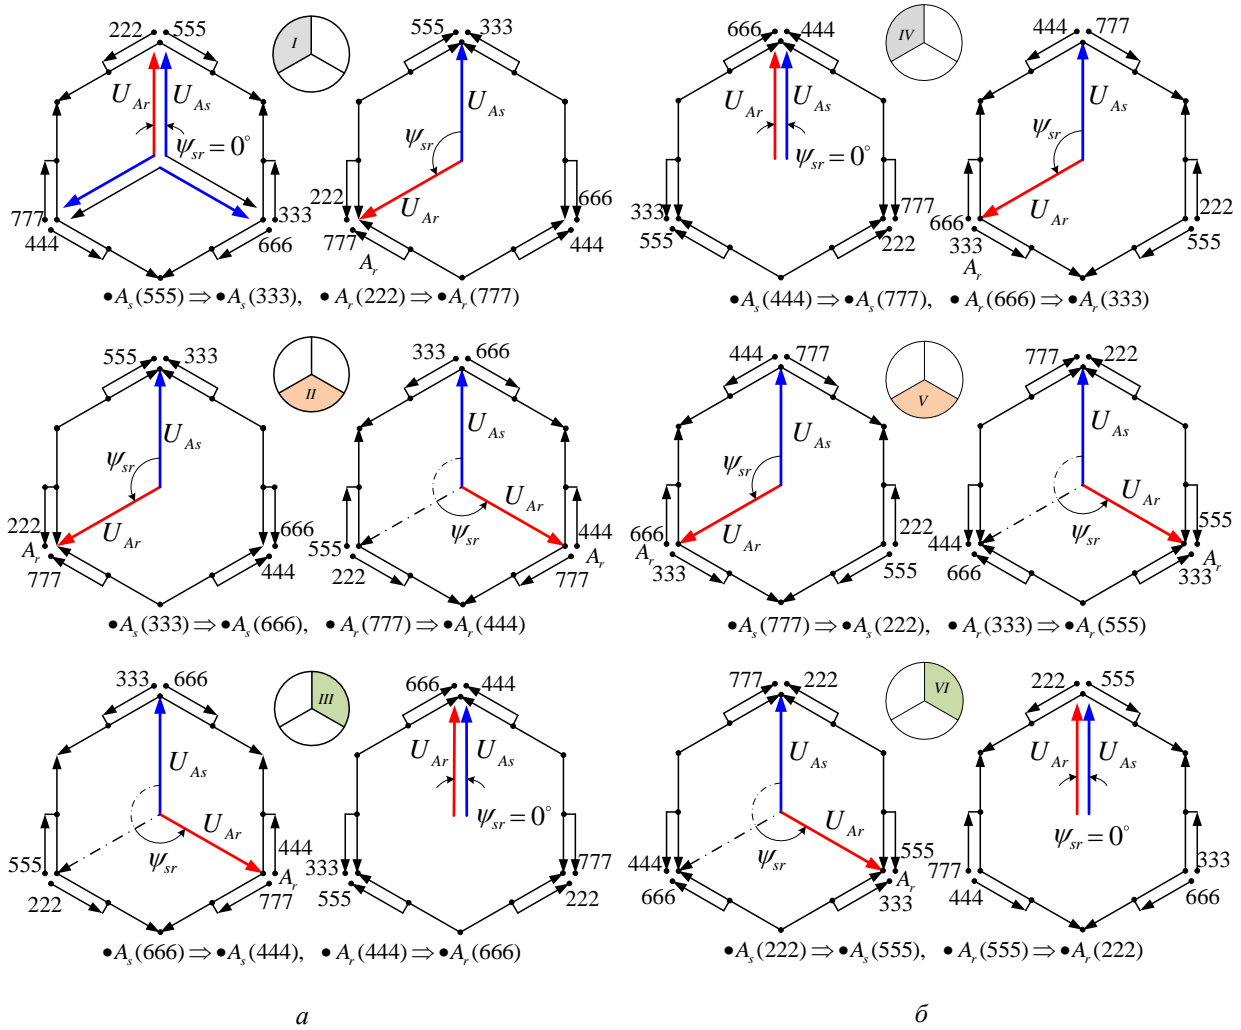 222 555 I 555 333
U_Ar U_As U_As
ψ_sr = 0° ψ_sr
222 666
U_Ar
777 333 777 444
444 666 A_r
•A_s(555) ⇒ •A_s(333), •A_r(222) ⇒ •A_r(777)
666 444 IV 444 777
U_Ar U_As U_As
ψ_sr = 0° ψ_sr
U_Ar
333 777 666 222
555 222 333 555
A_r
•A_s(444) ⇒ •A_s(777), •A_r(666) ⇒ •A_r(333)
555 333 II 333 666
U_As U_As
ψ_sr U_Ar
222 U_Ar 666 ψ_sr 444
A_r 555 A_r
777 444 222 777
•A_s(333) ⇒ •A_s(666), •A_r(777) ⇒ •A_r(444)
444 777 V 777 222
U_As U_As
ψ_sr U_Ar
666 U_Ar 222 ψ_sr 555
A_r 444 A_r
333 555 666 333
•A_s(777) ⇒ •A_s(222), •A_r(333) ⇒ •A_r(555)
333 666 III 666 444
U_As U_Ar U_As
U_Ar ψ_sr = 0°
555 ψ_sr 444 333 777
A_r
222 777 555 222
•A_s(666) ⇒ •A_s(444), •A_r(444) ⇒ •A_r(666)
777 222 VI 222 555
U_As U_Ar U_As
U_Ar ψ_sr = 0°
444 ψ_sr 555 777 333
A_r
666 333 444 666
•A_s(222) ⇒ •A_s(555), •A_r(555) ⇒ •A_r(222)
а б